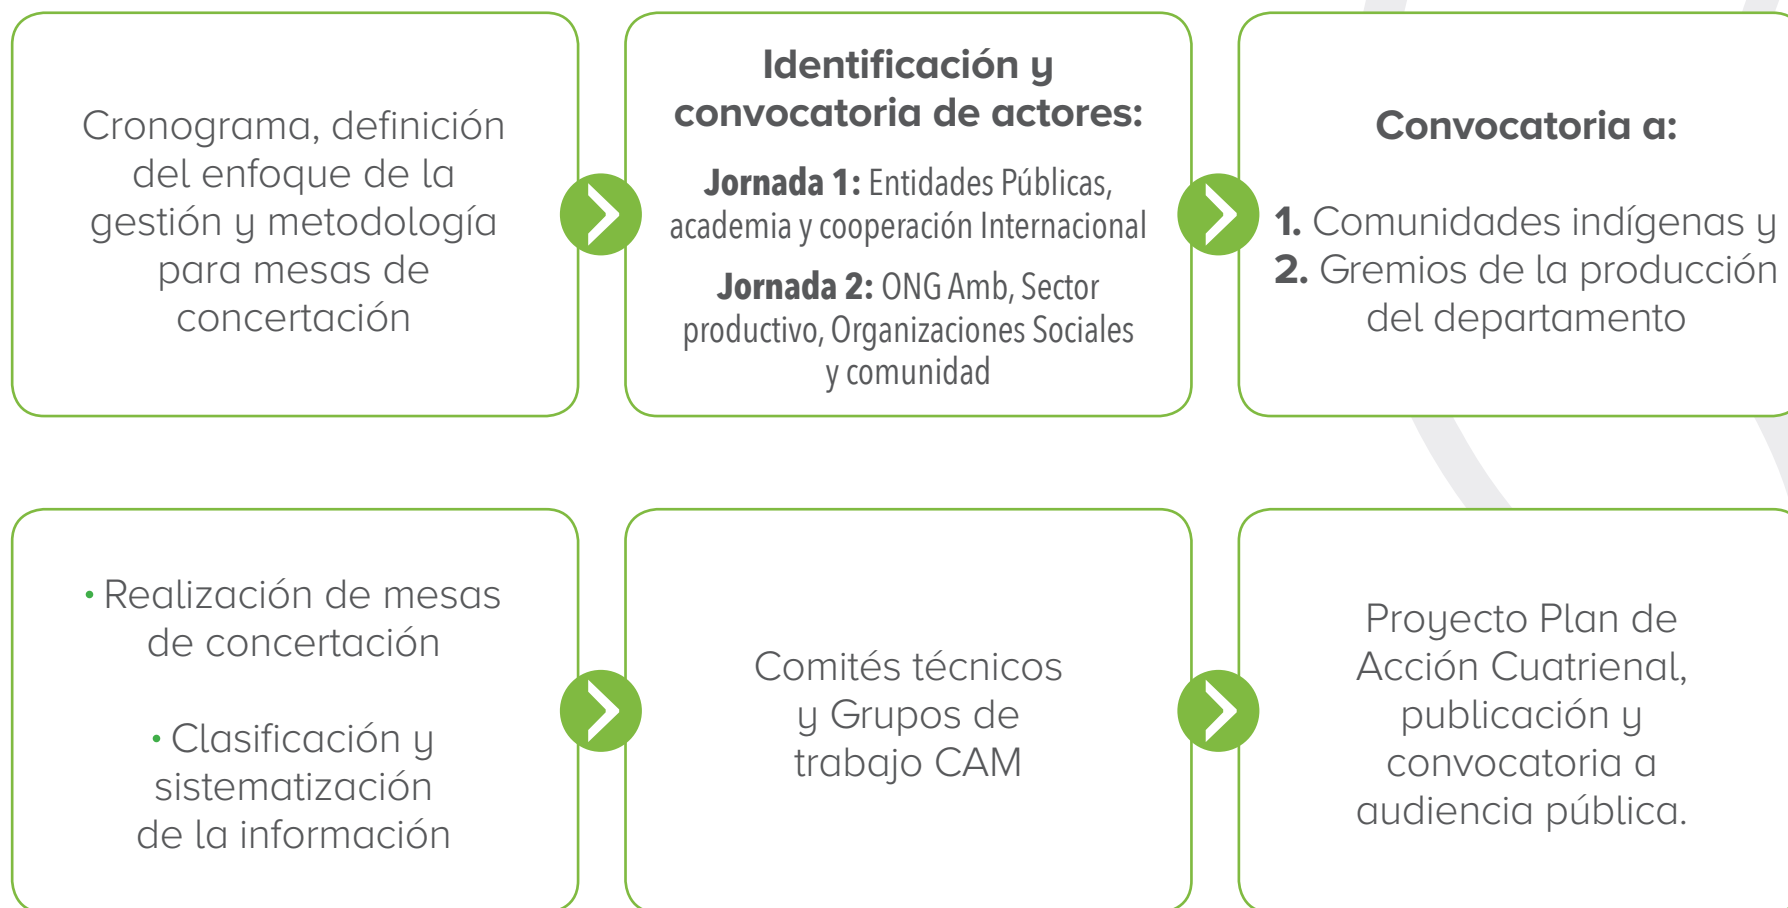 Cronograma, definición
del enfoque de la
gestión y metodología
para mesas de
concertación
Identificación y
convocatoria de actores:
Jornada 1: Entidades Públicas,
academia y cooperación Internacional
Jornada 2: ONG Amb, Sector
productivo, Organizaciones Sociales
y comunidad
Convocatoria a:
1. Comunidades indígenas y
2. Gremios de la producción
del departamento
• Realización de mesas
de concertación
• Clasificación y
sistematización
de la información
Comités técnicos
y Grupos de
trabajo CAM
Proyecto Plan de
Acción Cuatrienal,
publicación y
convocatoria a
audiencia pública.